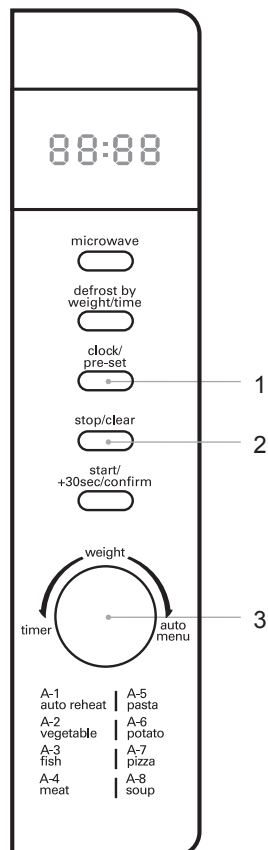 88:88
microwave
defrost by
weight/time
clock/
pre-set
1
stop/clear
2
start/
+30sec/confirm
weight
timer
auto
menu
3
A-1
auto reheat
A-2
vegetable
A-3
fish
A-4
meat
A-5
pasta
A-6
potato
A-7
pizza
A-8
soup